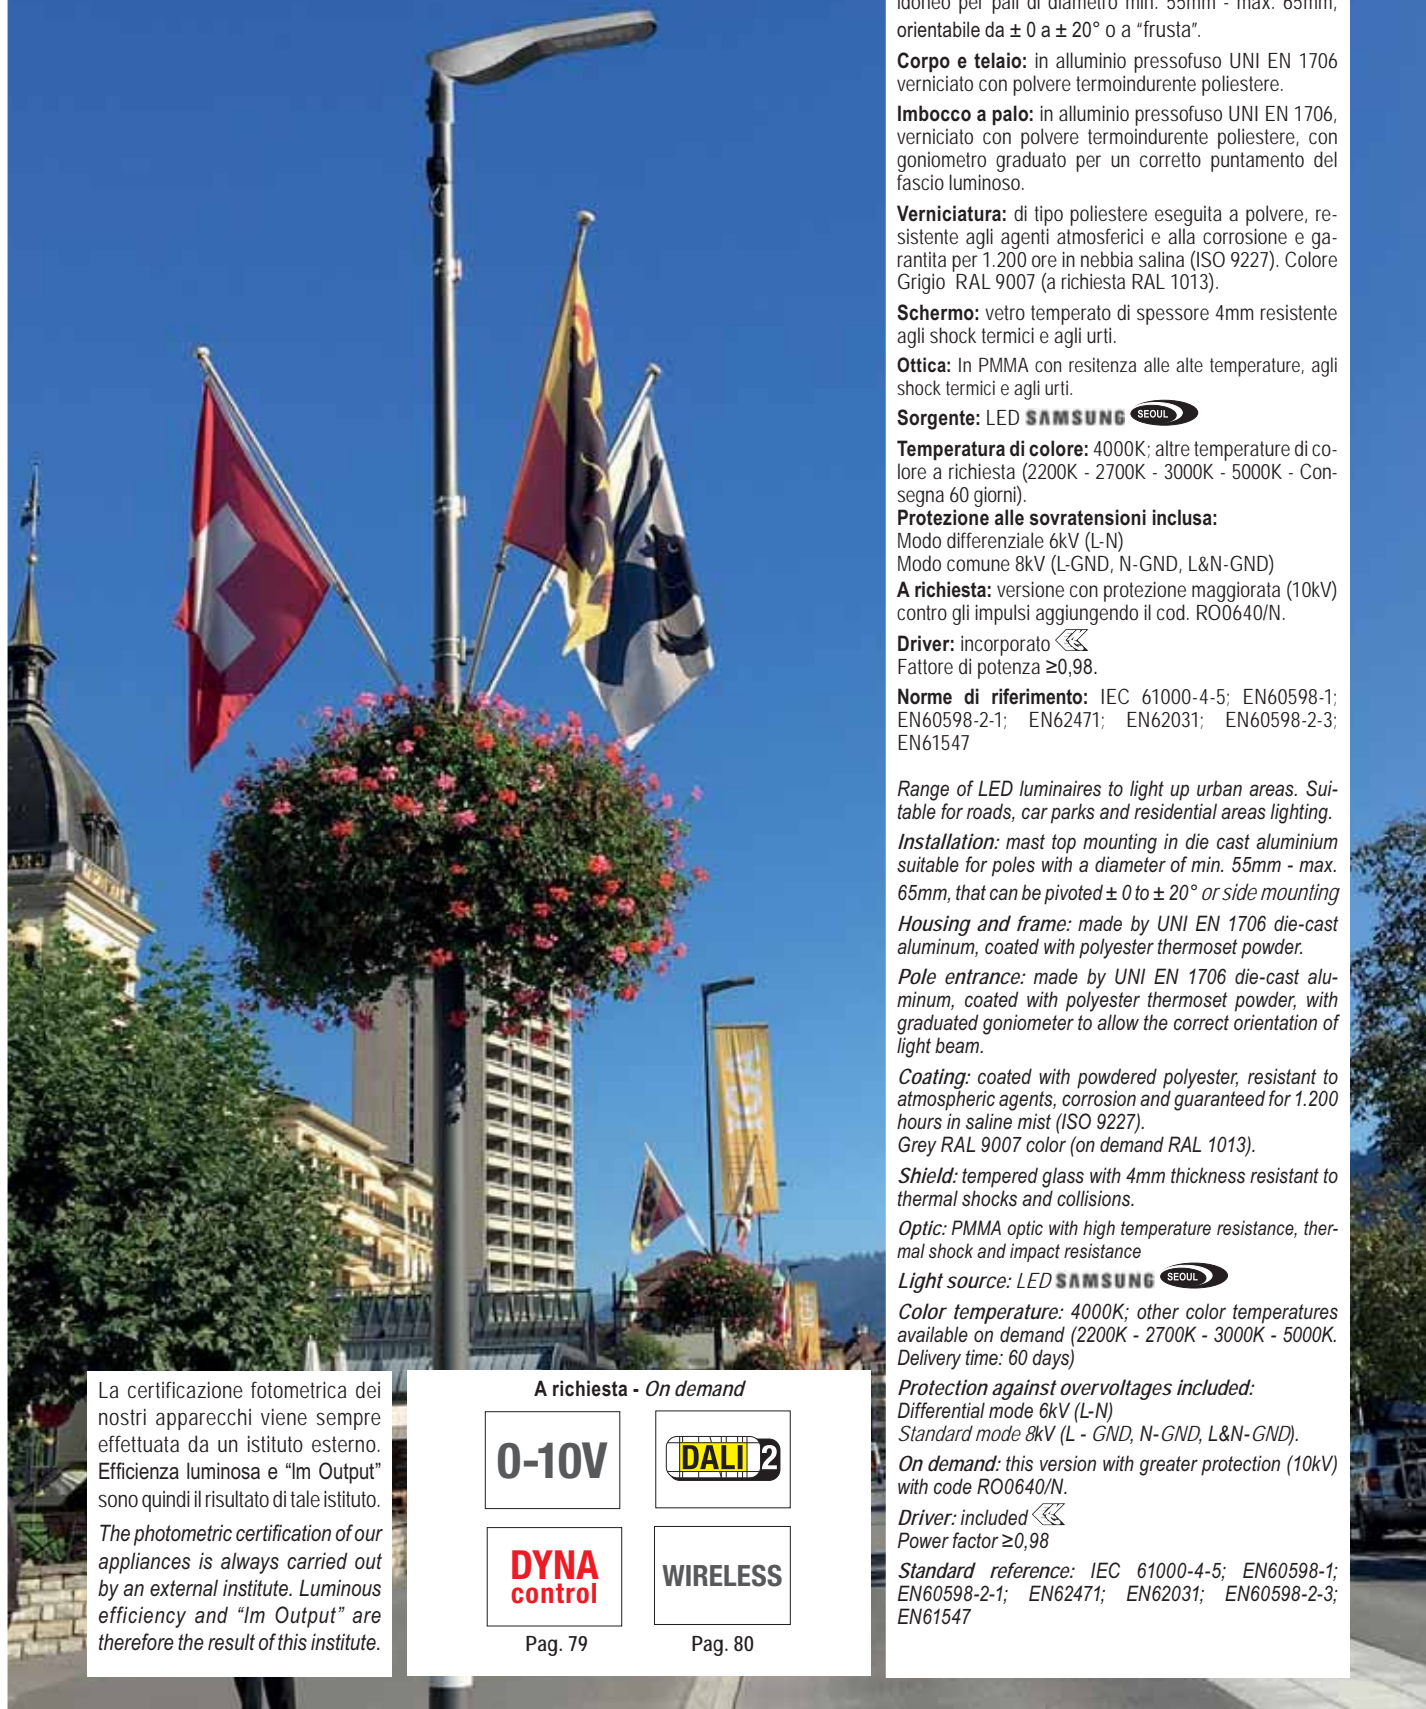 idoneo per pali di diametro min. 55mm - max. 65mm,
orientabile da ± 0 a ± 20° o a “frusta”.
Corpo e telaio: in alluminio pressofuso UNI EN 1706
verniciato con polvere termoindurente poliestere.
Imbocco a palo: in alluminio pressofuso UNI EN 1706,
verniciato con polvere termoindurente poliestere, con
goniometro graduato per un corretto puntamento del
fascio luminoso.
Verniciatura: di tipo poliestere eseguita a polvere, re-
sistente agli agenti atmosferici e alla corrosione e ga-
rantita per 1.200 ore in nebbia salina (ISO 9227). Colore
Grigio RAL 9007 (a richiesta RAL 1013).
Schermo: vetro temperato di spessore 4mm resistente
agli shock termici e agli urti.
Ottica: In PMMA con resitenza alle alte temperature, agli
shock termici e agli urti.
Sorgente: LED SAMSUNG SEOUL
Temperatura di colore: 4000K; altre temperature di co-
lore a richiesta (2200K - 2700K - 3000K - 5000K - Con-
segna 60 giorni).
Protezione alle sovratensioni inclusa:
Modo differenziale 6kV (L-N)
Modo comune 8kV (L-GND, N-GND, L&N-GND)
A richiesta: versione con protezione maggiorata (10kV)
contro gli impulsi aggiungendo il cod. RO0640/N.
Driver: incorporato
Fattore di potenza ≥0,98.
Norme di riferimento: IEC 61000-4-5; EN60598-1;
EN60598-2-1; EN62471; EN62031; EN60598-2-3;
EN61547
Range of LED luminaires to light up urban areas. Sui-
table for roads, car parks and residential areas lighting.
Installation: mast top mounting in die cast aluminium
suitable for poles with a diameter of min. 55mm - max.
65mm, that can be pivoted ± 0 to ± 20° or side mounting
Housing and frame: made by UNI EN 1706 die-cast
aluminum, coated with polyester thermoset powder.
Pole entrance: made by UNI EN 1706 die-cast alu-
minum, coated with polyester thermoset powder, with
graduated goniometer to allow the correct orientation of
light beam.
Coating: coated with powdered polyester, resistant to
atmospheric agents, corrosion and guaranteed for 1.200
hours in saline mist (ISO 9227).
Grey RAL 9007 color (on demand RAL 1013).
Shield: tempered glass with 4mm thickness resistant to
thermal shocks and collisions.
Optic: PMMA optic with high temperature resistance, ther-
mal shock and impact resistance
Light source: LED SAMSUNG SEOUL
Color temperature: 4000K; other color temperatures
available on demand (2200K - 2700K - 3000K - 5000K.
Delivery time: 60 days)
Protection against overvoltages included:
Differential mode 6kV (L-N)
Standard mode 8kV (L - GND, N-GND, L&N-GND).
On demand: this version with greater protection (10kV)
with code RO0640/N.
Driver: included
Power factor ≥0,98
Standard reference: IEC 61000-4-5; EN60598-1;
EN60598-2-1; EN62471; EN62031; EN60598-2-3;
EN61547
IGA
IGA
La certificazione fotometrica dei
nostri apparecchi viene sempre
effettuata da un istituto esterno.
Efficienza luminosa e “lm Output”
sono quindi il risultato di tale istituto.
The photometric certification of our
appliances is always carried out
by an external institute. Luminous
efficiency and “lm Output” are
therefore the result of this institute.
A richiesta - On demand
0-10V
DALI 2
DYNA
control
WIRELESS
Pag. 79
Pag. 80